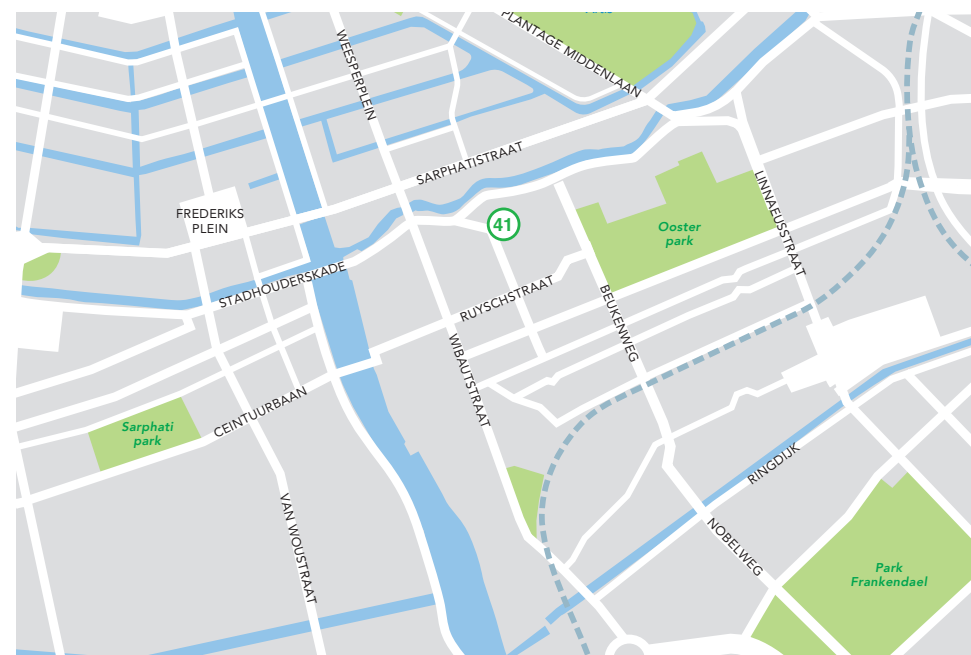 PLANTAGE MIDDENLAAN
WEESPERPLEIN
SARPHATISTRAAT
LINNAEUSSTRAAT
FREDERIKS
PLEIN
41
Ooster
park
STADHOUDERSKADE
RUYSCHSTRAAT
BEUKENWEG
WIBAUTSTRAAT
CEINTUURBAAN
Sarphati
park
RINGDIJK
VAN WOUSTRAAT
NOBELWEG
Park
Frankendael